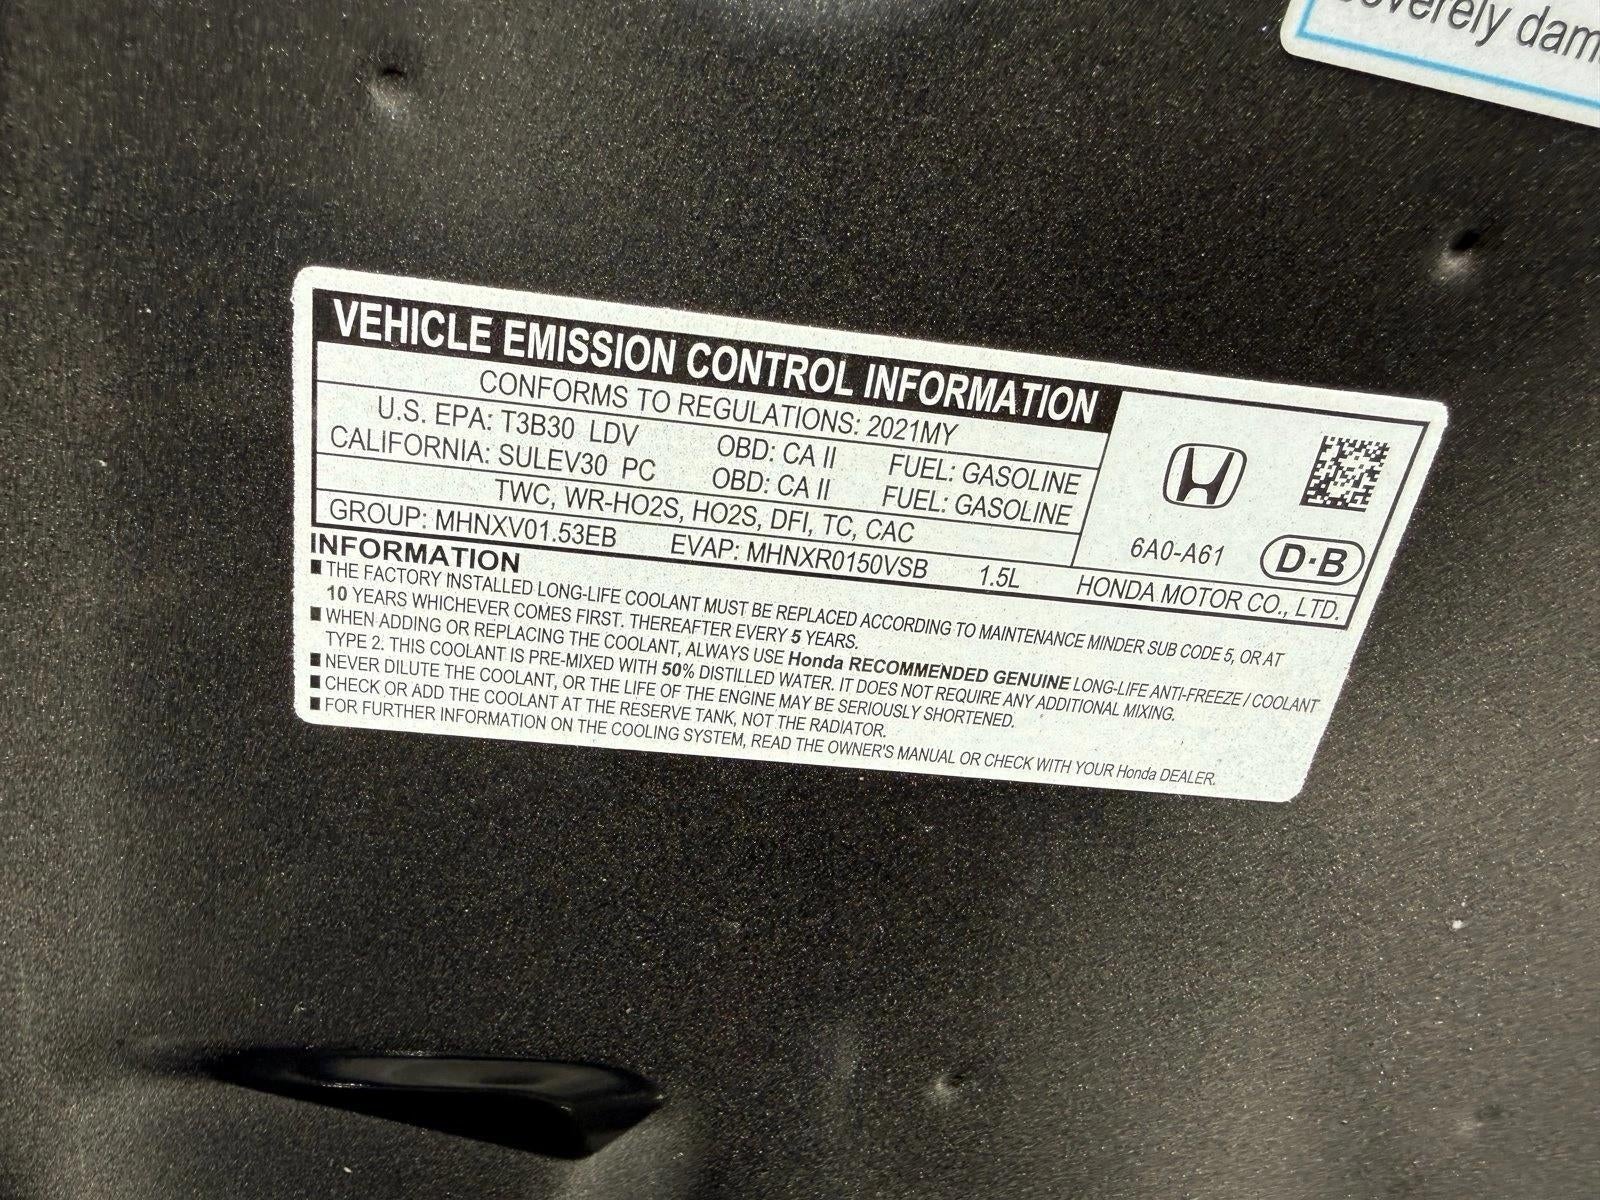 severely dam
VEHICLE EMISSION CONTROL INFORMATION
CONFORMS TO REGULATIONS: 2021MY
U.S. EPA: T3B30 LDV OBD: CA II FUEL: GASOLINE
CALIFORNIA: SULEV30 PC OBD: CA II FUEL: GASOLINE
TWC, WR-HO2S, HO2S, DFI, TC, CAC
6A0-A61 D·B
GROUP: MHNXV01.53EB EVAP: MHNXR0150VSB 1.5L HONDA MOTOR CO., LTD.
INFORMATION
■ THE FACTORY INSTALLED LONG-LIFE COOLANT MUST BE REPLACED ACCORDING TO MAINTENANCE MINDER SUB CODE 5, OR AT
10 YEARS WHICHEVER COMES FIRST. THEREAFTER EVERY 5 YEARS.
■ WHEN ADDING OR REPLACING THE COOLANT, ALWAYS USE Honda RECOMMENDED GENUINE LONG-LIFE ANTI-FREEZE / COOLANT
TYPE 2. THIS COOLANT IS PRE-MIXED WITH 50% DISTILLED WATER. IT DOES NOT REQUIRE ANY ADDITIONAL MIXING.
■ NEVER DILUTE THE COOLANT, OR THE LIFE OF THE ENGINE MAY BE SERIOUSLY SHORTENED.
■ CHECK OR ADD THE COOLANT AT THE RESERVE TANK, NOT THE RADIATOR.
■ FOR FURTHER INFORMATION ON THE COOLING SYSTEM, READ THE OWNER'S MANUAL OR CHECK WITH YOUR Honda DEALER.